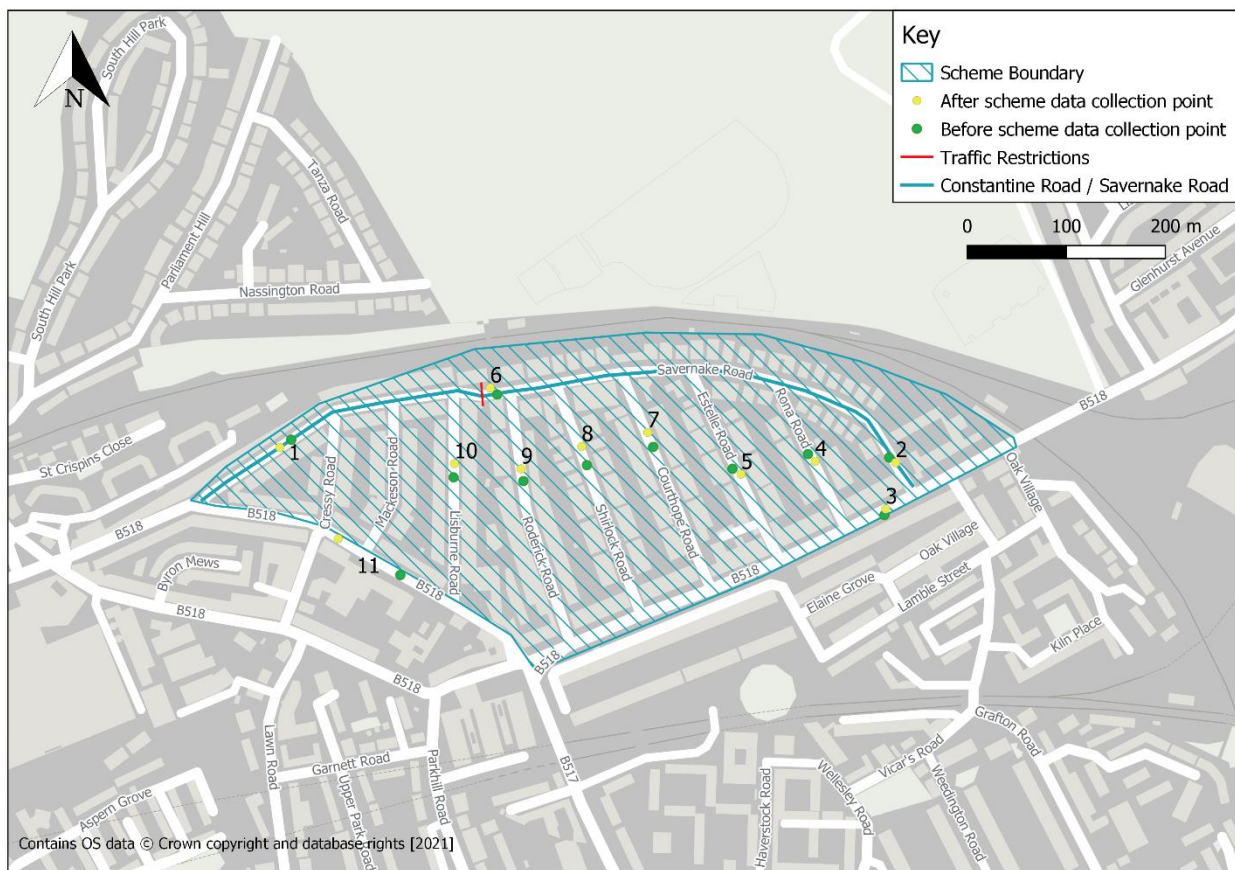 South Hill Park
N
South Hill Park
Parliament Hill
Tanza Road
Nassington Road
St Crispins Close
Key
Scheme Boundary
After scheme data collection point
Before scheme data collection point
Traffic Restrictions
Constantine Road / Savernake Road
0 100 200 m
Glenhurst Avenue
B518
6
Savernake Road
1
10
9
8
7
5
4
2
3
11
Cressy Road
Mackeson Road
Lisburne Road
Roderick Road
Shirlock Road
Courthope Road
Estelle Road
Rona Road
B518
B518
B518
B518
B518
Oak Village
Oak Village
Elaine Grove
Lamble Street
Kiln Place
Byron Mews
B518
B518
B517
Lawn Road
Garnett Road
Upper Park Road
Parkhill Road
Aspern Grove
Haverstock Road
Wellesley Road
Vicar's Road
Weedington Road
Grafton Road
Contains OS data © Crown copyright and database rights [2021]